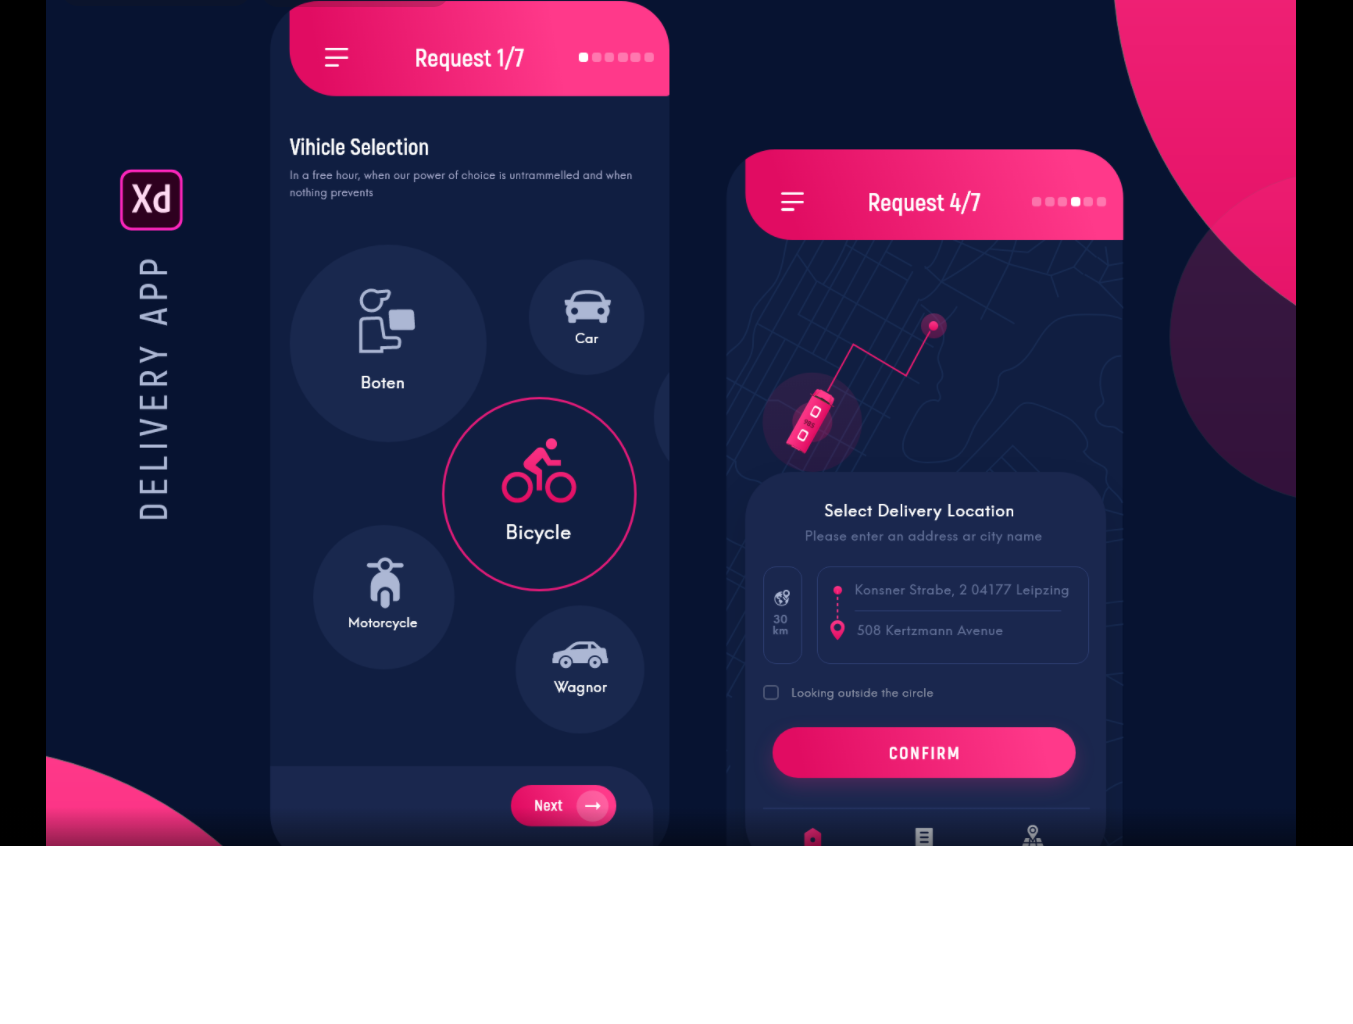 Xd
DELIVERY APP
Request 1/7
Vihicle Selection
In a free hour, when our power of choice is untrammelled and when
nothing prevents
Boten
Car
Bicycle
Motorcycle
Wagnor
Next
Request 4/7
Select Delivery Location
Please enter an address ar city name
30
km
Konsner Strabe, 2 04177 Leipzing
508 Kertzmann Avenue
Looking outside the circle
CONFIRM